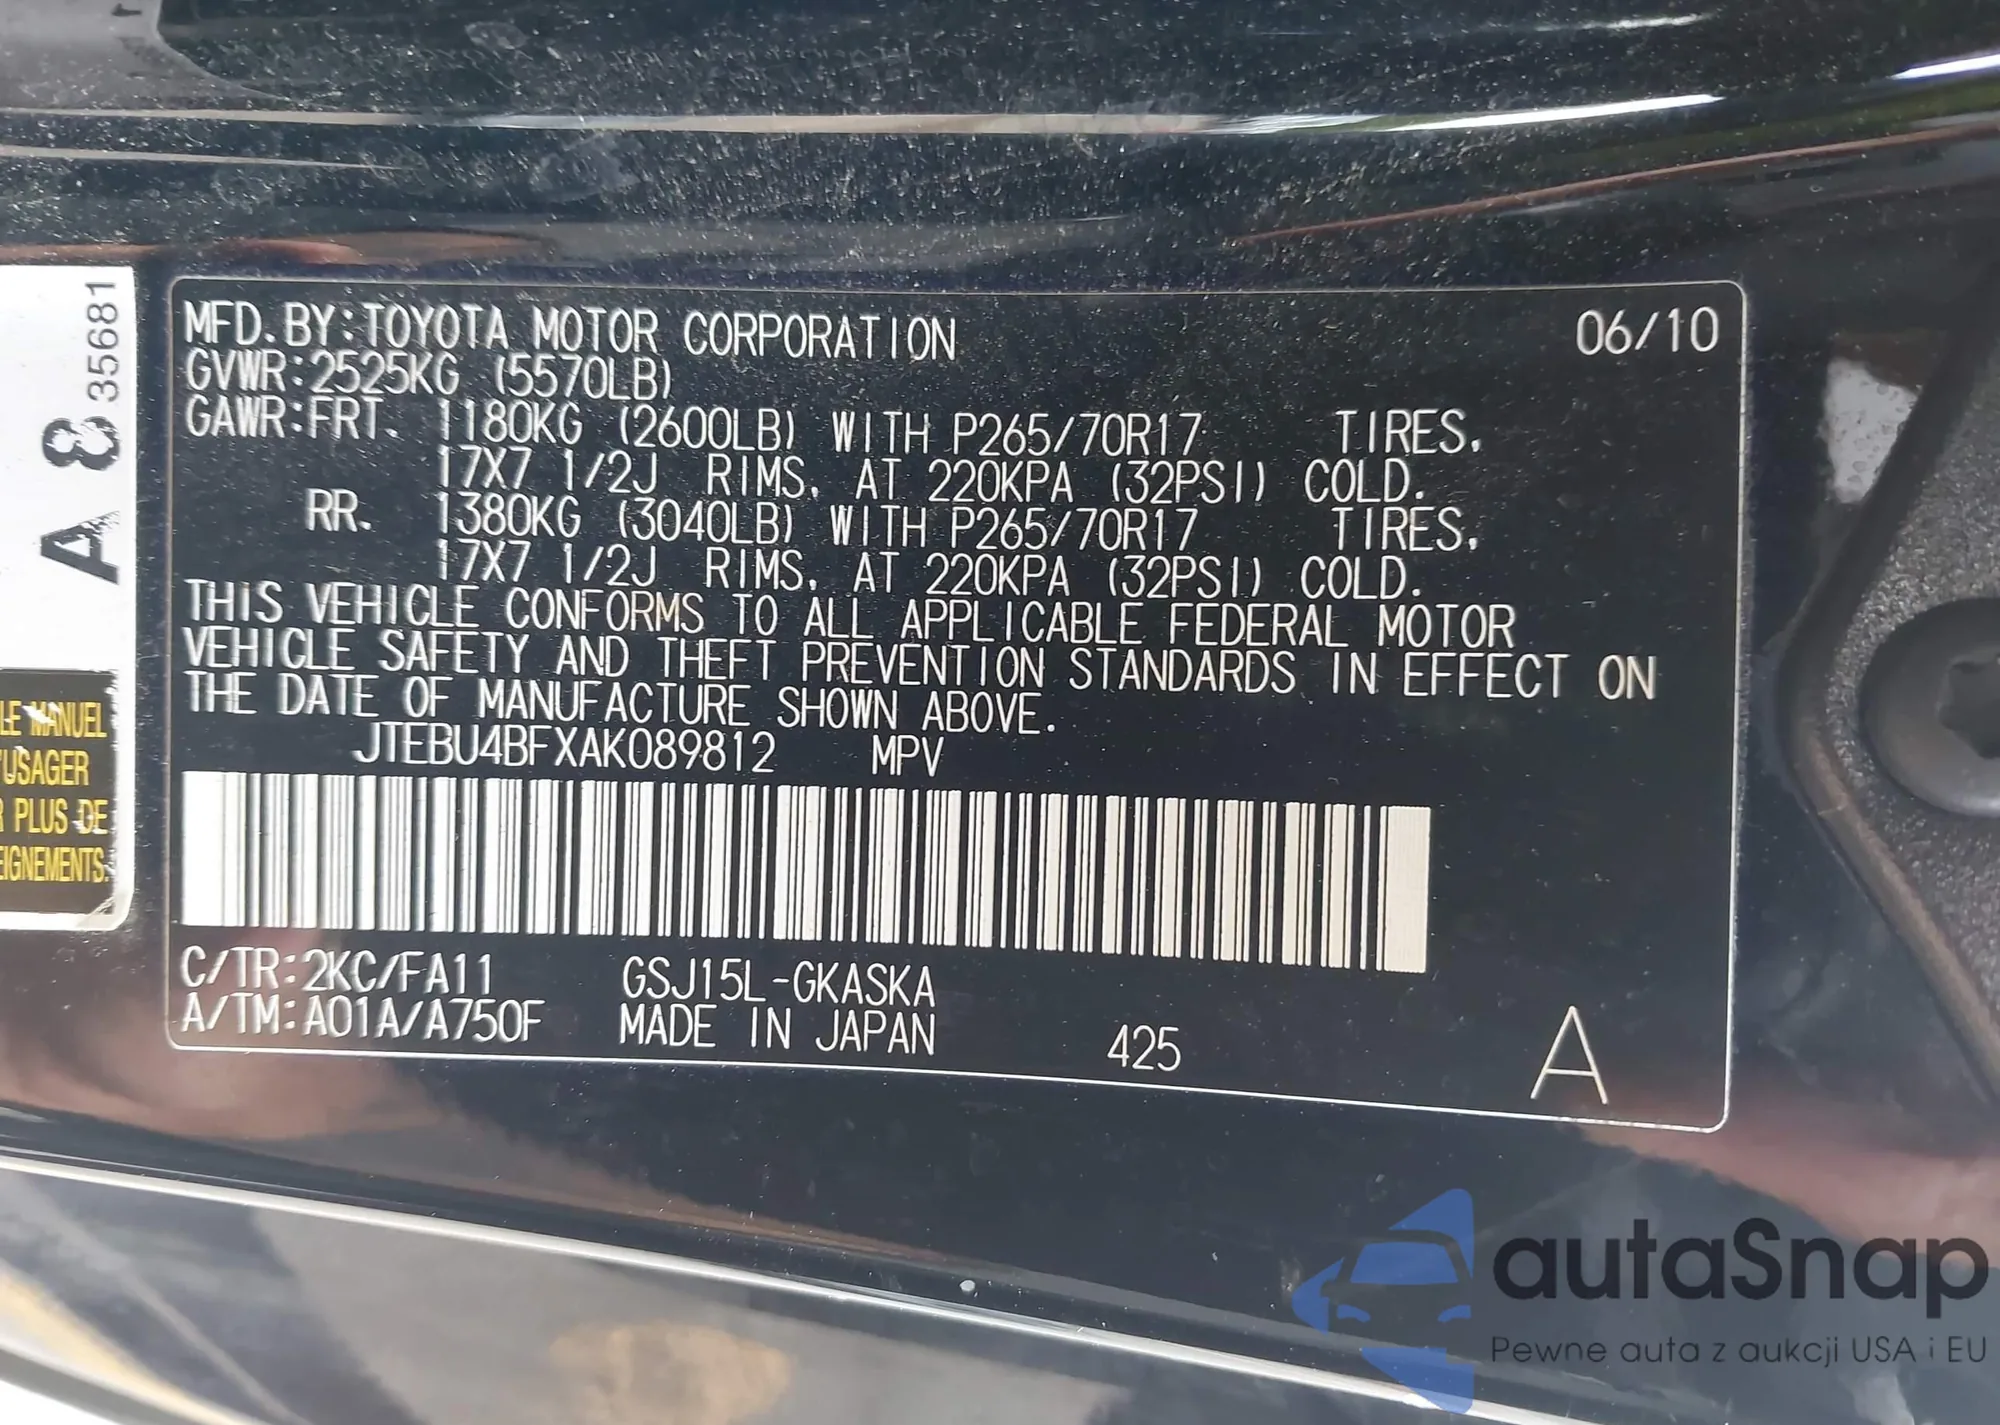 MFD.BY:TOYOTA MOTOR CORPORATION 06/10
GVWR:2525KG (5570LB)
GAWR:FRT. 1180KG (2600LB) WITH P265/70R17 TIRES,
17X7 1/2J RIMS, AT 220KPA (32PSI) COLD.
RR. 1380KG (3040LB) WITH P265/70R17 TIRES,
17X7 1/2J RIMS, AT 220KPA (32PSI) COLD.
THIS VEHICLE CONFORMS TO ALL APPLICABLE FEDERAL MOTOR
VEHICLE SAFETY AND THEFT PREVENTION STANDARDS IN EFFECT ON
THE DATE OF MANUFACTURE SHOWN ABOVE.
JTEBU4BFXAK089812 MPV
C/TR:2KC/FA11 GSJ15L-GKASKA
A/TM:A01A/A750F MADE IN JAPAN 425 A
A 8 35681
LE MANUEL
'USAGER
R PLUS DE
EIGNEMENTS.
autaSnap
Pewne auta z aukcji USA i EU